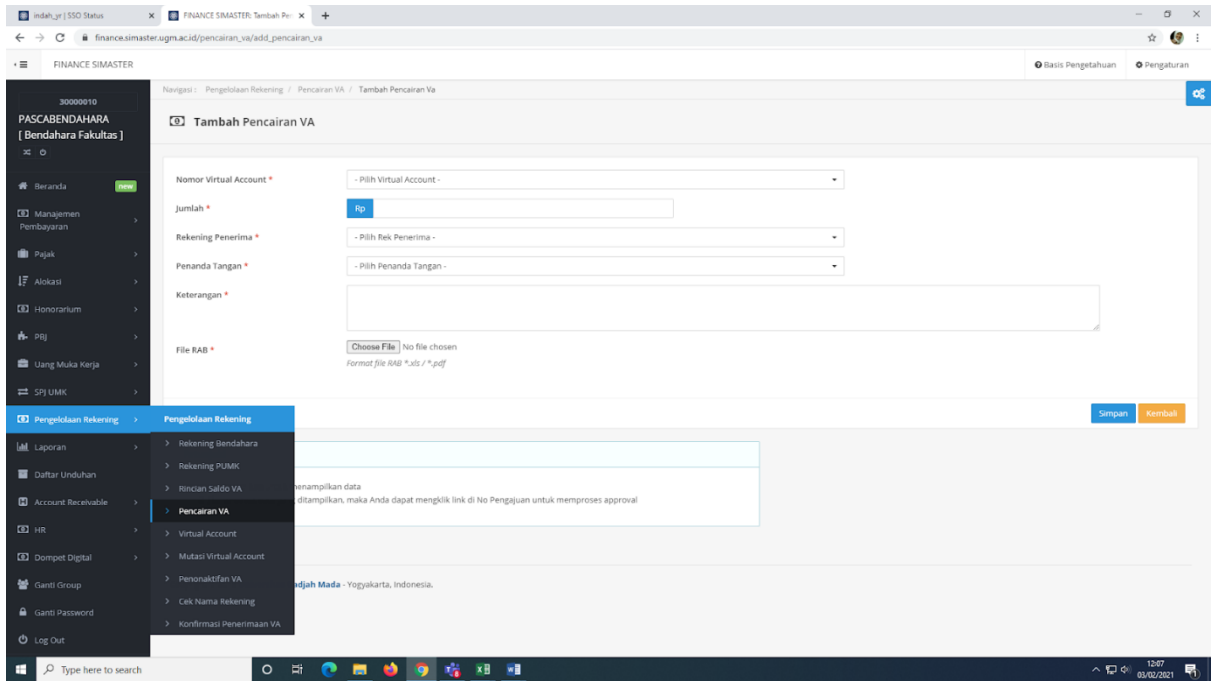 indah_yr | SSO Status
FINANCE SIMASTER: Tambah Pen
finance.simaster.ugm.ac.id/pencairan_va/add_pencairan_va
FINANCE SIMASTER
Basis Pengetahuan
Pengaturan
30000010
PASCABENDAHARA
[ Bendahara Fakultas ]
Beranda
new
Manajemen
Pembayaran
Pajak
Alokasi
Honorarium
PBJ
Uang Muka Kerja
SPJ UMK
Pengelolaan Rekening
Laporan
Daftar Unduhan
Account Receivable
HR
Dompet Digital
Ganti Group
Ganti Password
Log Out
Navigasi : Pengelolaan Rekening / Pencairan VA / Tambah Pencairan Va
Tambah Pencairan VA
Nomor Virtual Account *
- Pilih Virtual Account -
Jumlah *
Rp
Rekening Penerima *
- Pilih Rek Penerima -
Penanda Tangan *
- Pilih Penanda Tangan -
Keterangan *
File RAB *
Choose File No file chosen
Format file RAB *.xls / *.pdf
Simpan
Kembali
Pengelolaan Rekening
Rekening Bendahara
Rekening PUMK
Rincian Saldo VA
Pencairan VA
Virtual Account
Mutasi Virtual Account
Penonaktifan VA
Cek Nama Rekening
Konfirmasi Penerimaan VA
menampilkan data
ditampilkan, maka Anda dapat mengklik link di No Pengajuan untuk memproses approval
adjah Mada - Yogyakarta, Indonesia.
Type here to search
12:07
03/02/2021